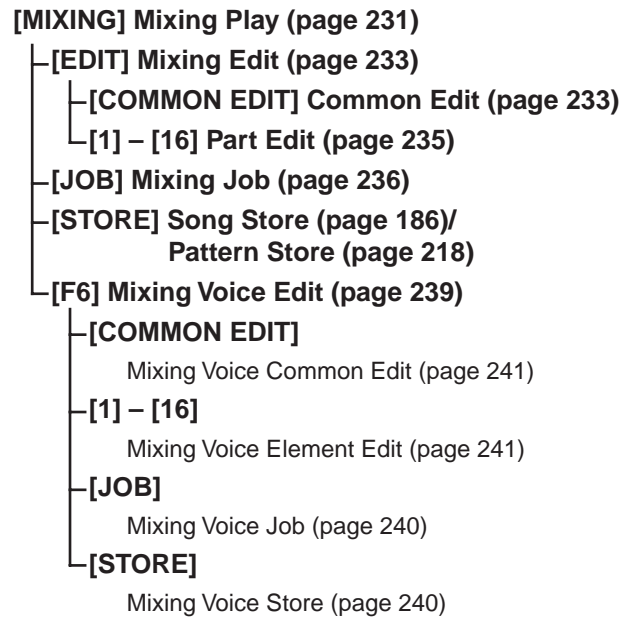 [MIXING] Mixing Play (page 231)
[EDIT] Mixing Edit (page 233)
[COMMON EDIT] Common Edit (page 233)
[1] – [16] Part Edit (page 235)
[JOB] Mixing Job (page 236)
[STORE] Song Store (page 186)/
Pattern Store (page 218)
[F6] Mixing Voice Edit (page 239)
[COMMON EDIT]
Mixing Voice Common Edit (page 241)
[1] – [16]
Mixing Voice Element Edit (page 241)
[JOB]
Mixing Voice Job (page 240)
[STORE]
Mixing Voice Store (page 240)